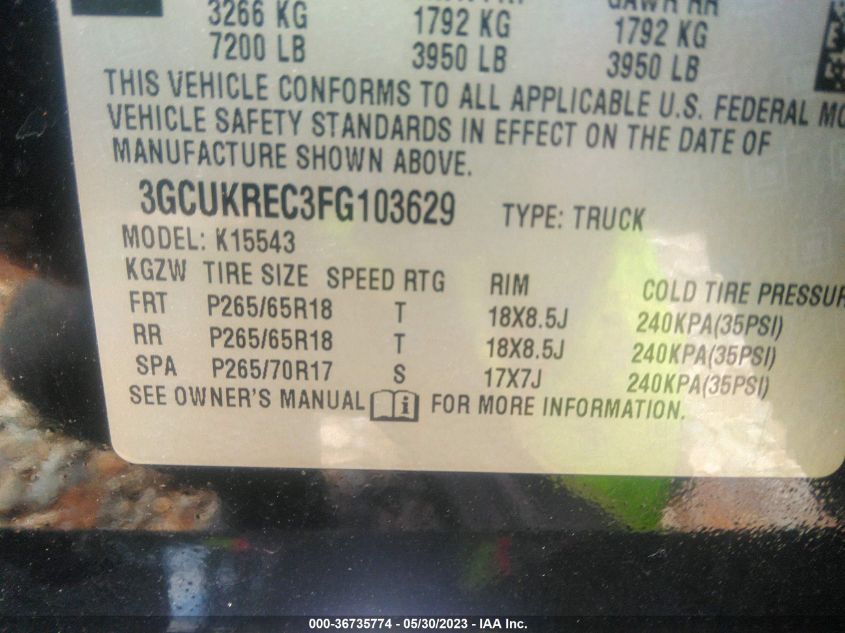 GAWR RR
3266 KG 1792 KG 1792 KG
7200 LB 3950 LB 3950 LB
THIS VEHICLE CONFORMS TO ALL APPLICABLE U.S. FEDERAL MO
VEHICLE SAFETY STANDARDS IN EFFECT ON THE DATE OF
MANUFACTURE SHOWN ABOVE.
3GCUKREC3FG103629 TYPE: TRUCK
MODEL: K15543
KGZW TIRE SIZE SPEED RTG RIM COLD TIRE PRESSUR
FRT P265/65R18 T 18X8.5J 240KPA(35PSI)
RR P265/65R18 T 18X8.5J 240KPA(35PSI)
SPA P265/70R17 S 17X7J 240KPA(35PSI)
SEE OWNER'S MANUAL FOR MORE INFORMATION.
000-36735774 - 05/30/2023 - IAA Inc.